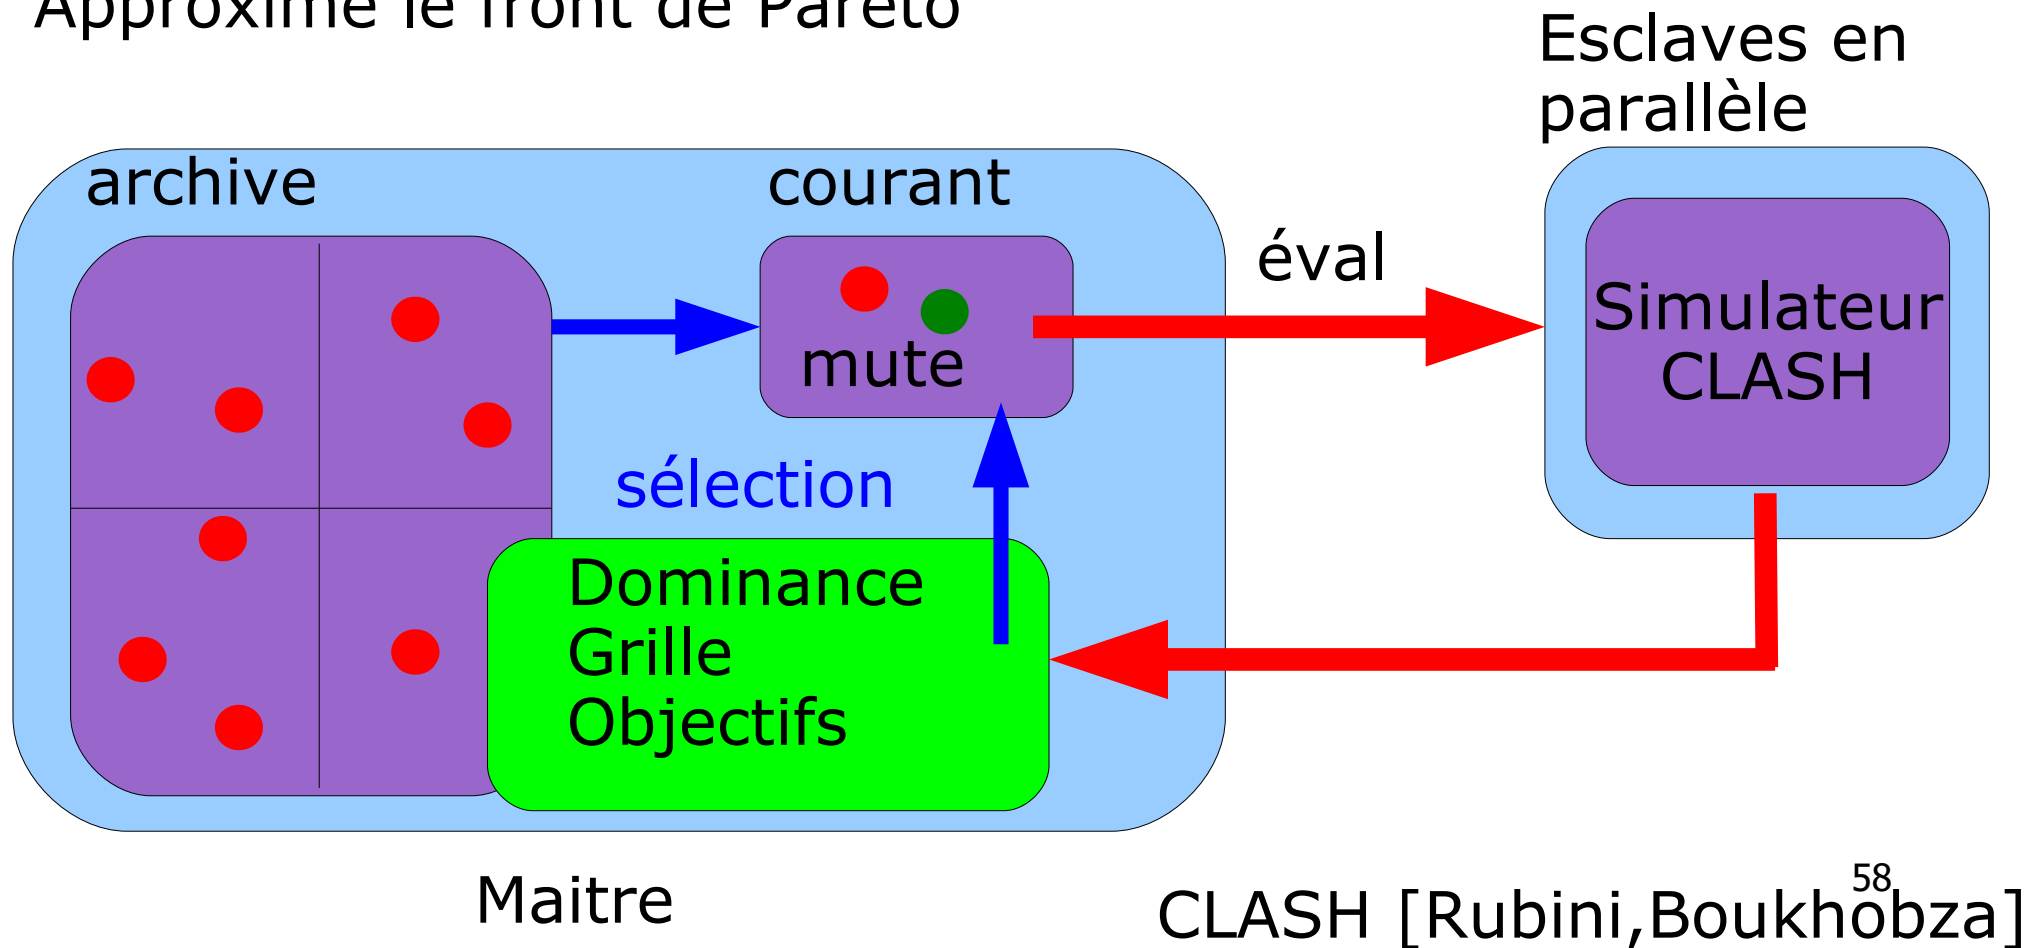 Approxime le front de Pareto
Esclaves en
parallèle
archive
courant
éval
mute
Simulateur
CLASH
sélection
Dominance
Grille
Objectifs
Maitre
58
CLASH [Rubini,Boukhobza]